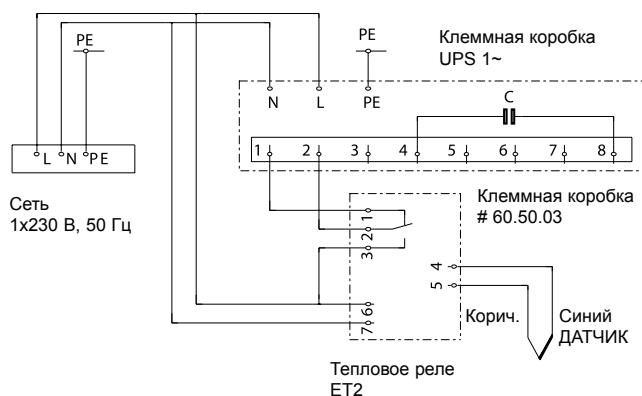 PE
PE
Клеммная коробка
UPS 1~
N L PE
C
L N PE
1 2 3 4 5 6 7 8
Сеть
1x230 В, 50 Гц
Клеммная коробка
# 60.50.03
1
2
3
4
5
6
7
Корич.
Синий
ДАТЧИК
Тепловое реле
ET2